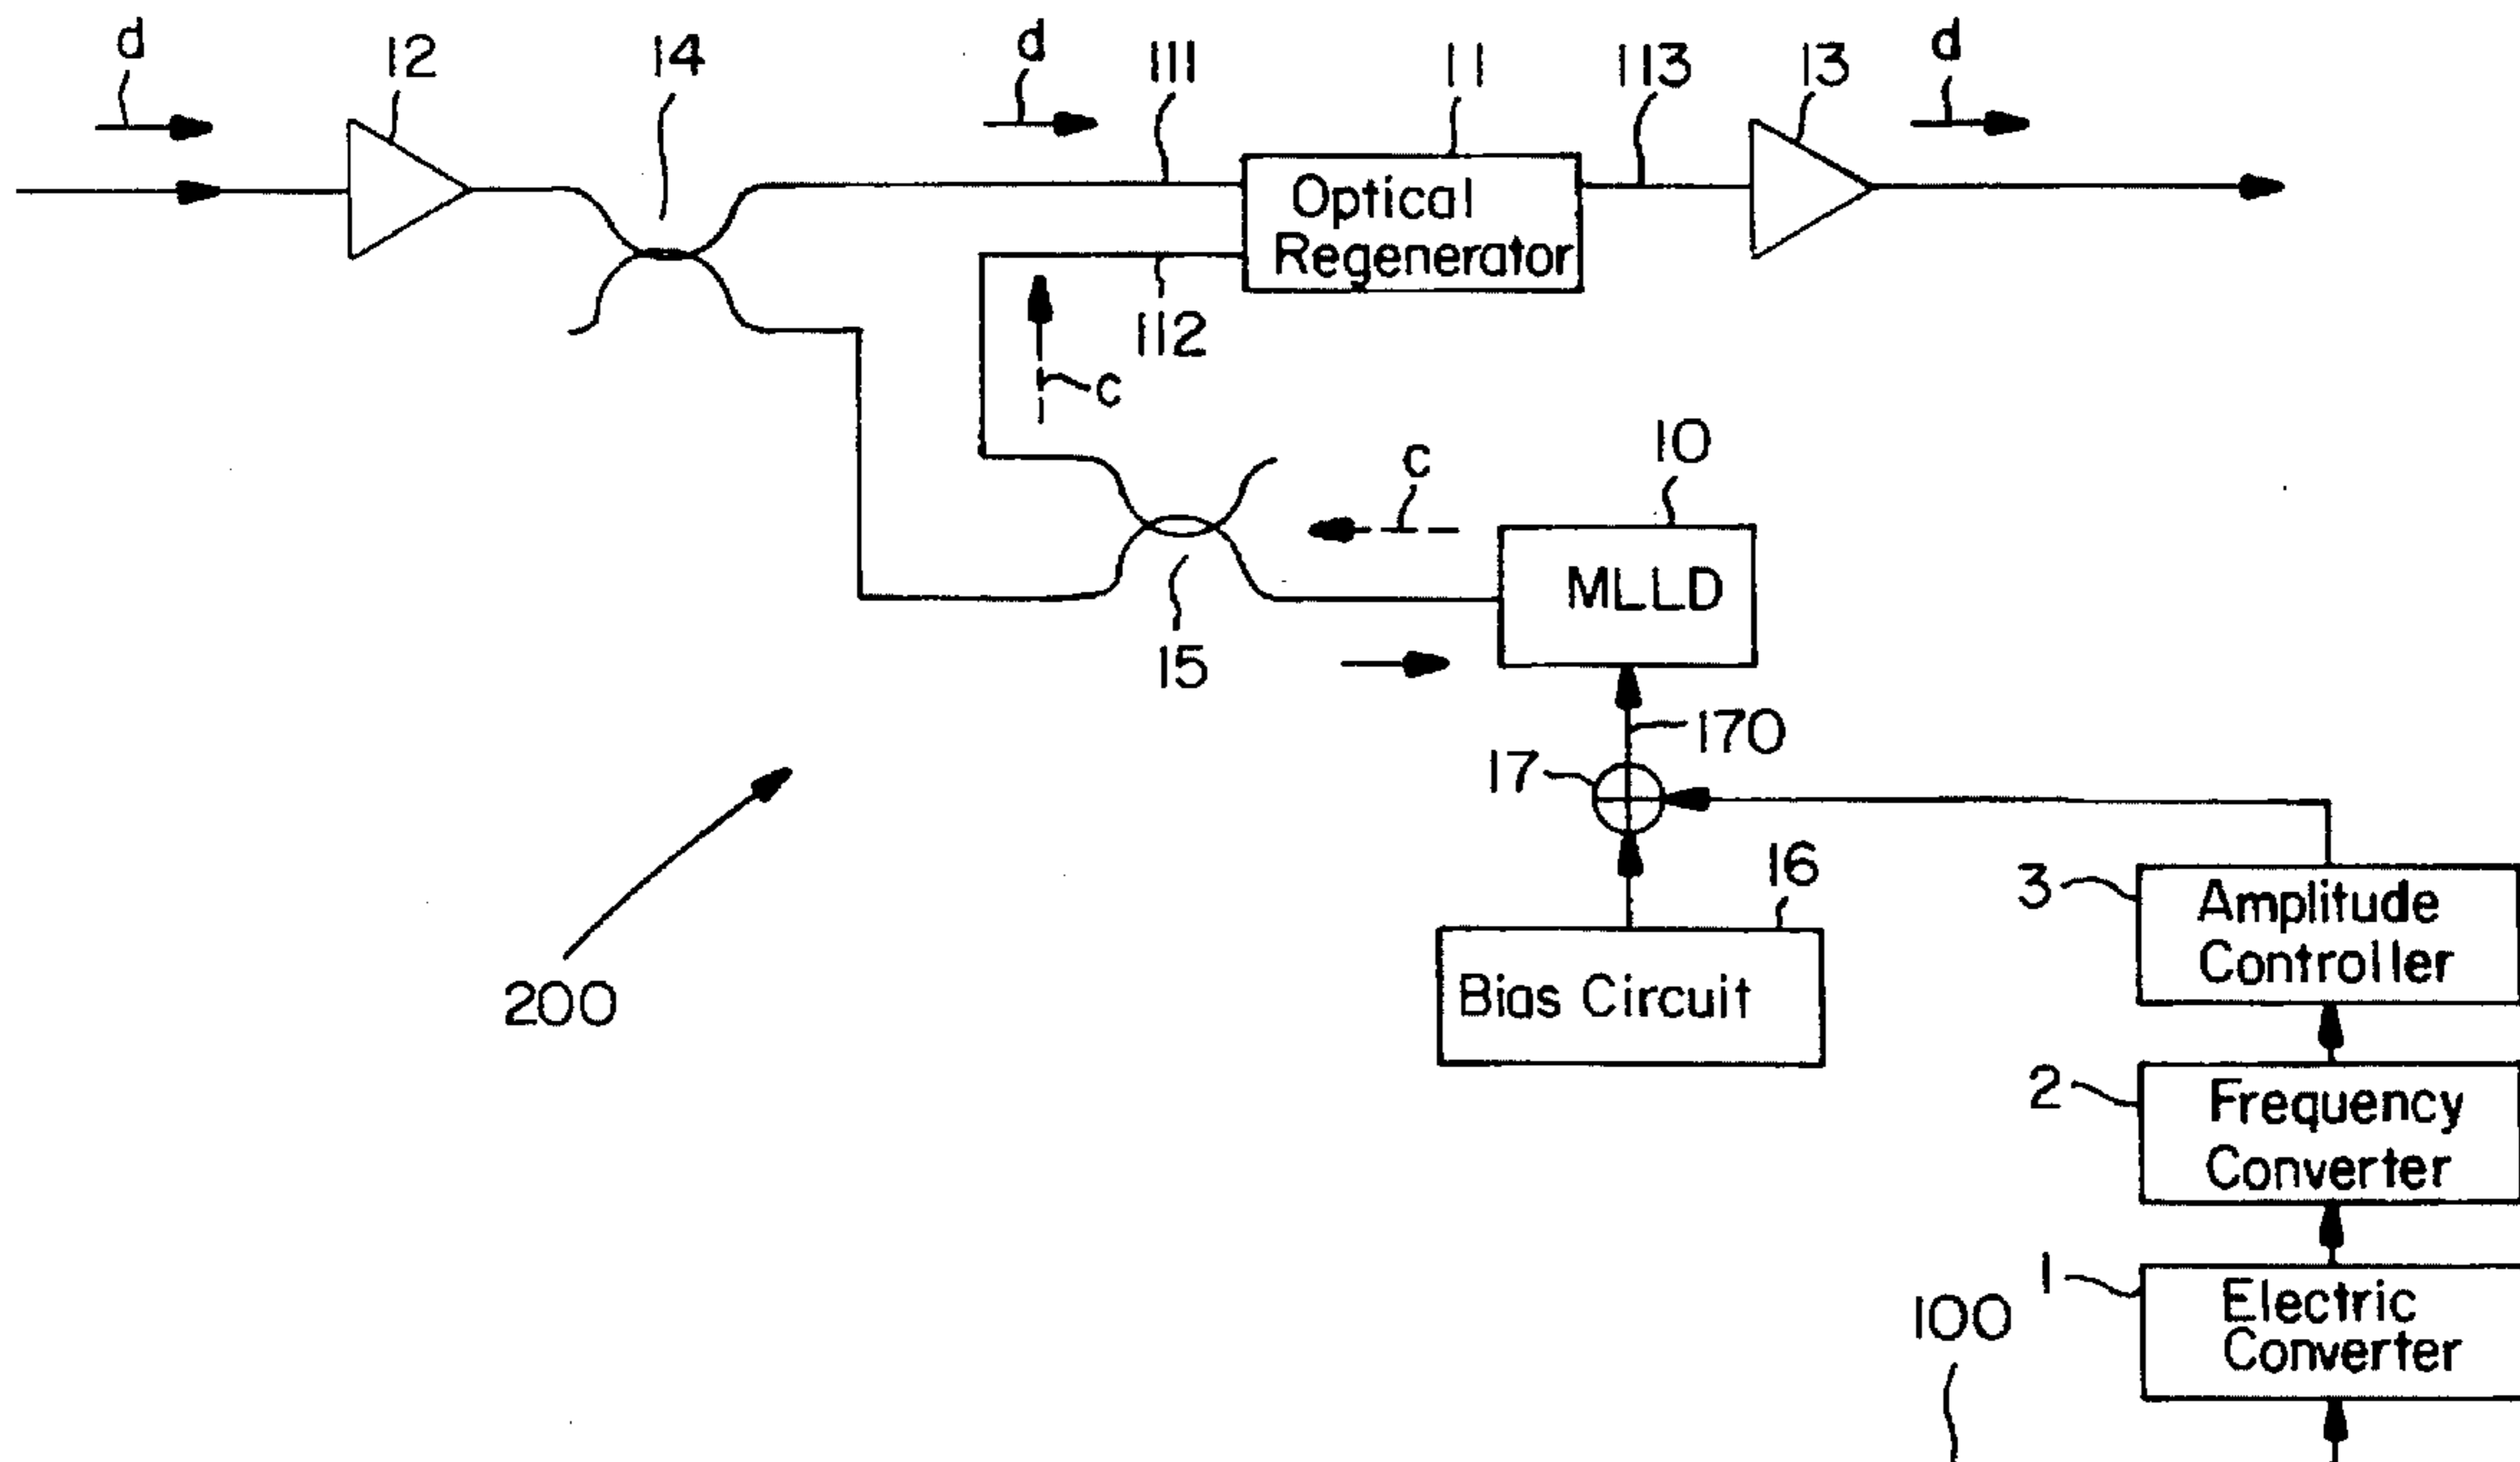 d
12
14
d
111
11
113
13
d
Optical
Regenerator
112
c
10
c
MLLD
15
170
17
16
3
Amplitude
Controller
Bias Circuit
200
2
Frequency
Converter
1
Electric
Converter
100